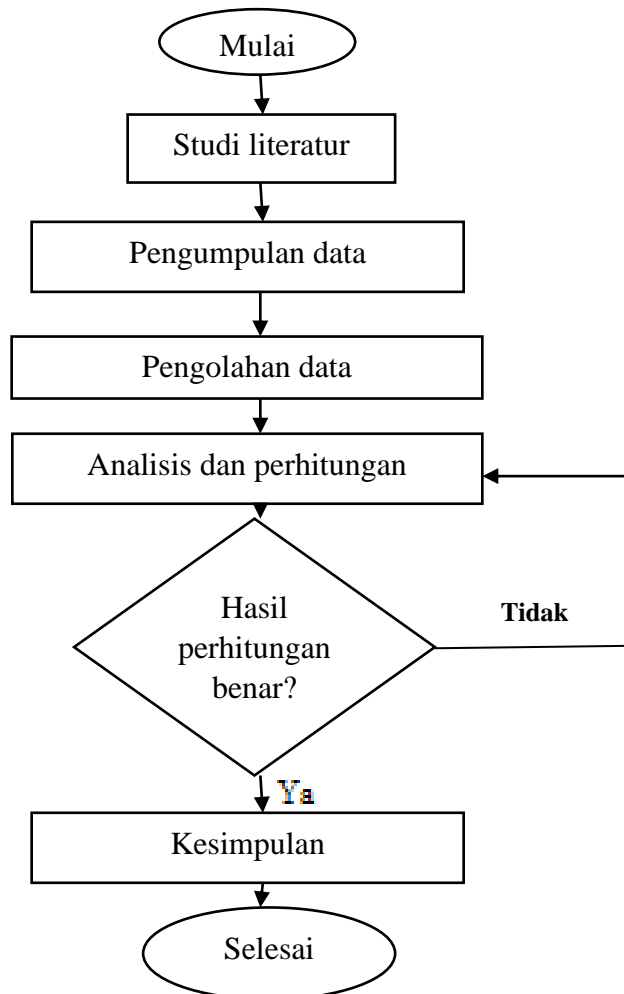 Mulai
Studi literatur
Pengumpulan data
Pengolahan data
Analisis dan perhitungan
Hasil
perhitungan
benar?
Tidak
Ya
Kesimpulan
Selesai